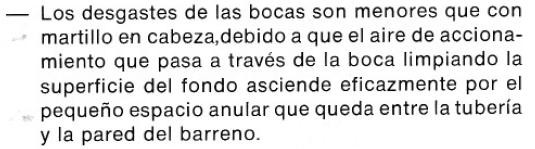 — Los desgastes de las bocas son menores que con
martillo en cabeza,debido a que el aire de acciona-
miento que pasa a través de la boca limpiando la
superficie del fondo asciende eficazmente por el
pequeño espacio anular que queda entre la tubería
y la pared del barreno.